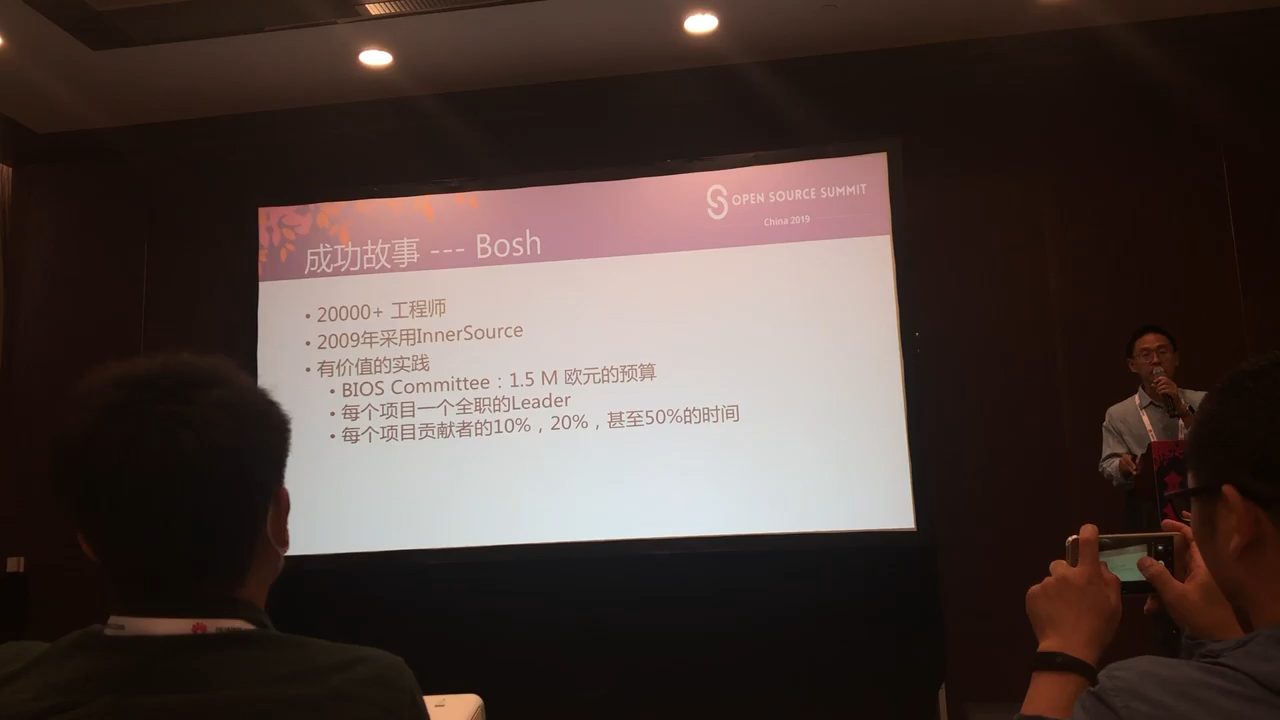 OPEN SOURCE SUMMIT
China 2019
成功故事 --- Bosh
• 20000+ 工程师
• 2009年采用InnerSource
• 有价值的实践
• BIOS Committee：1.5 M 欧元的预算
• 每个项目一个全职的Leader
• 每个项目贡献者的10%，20%，甚至50%的时间